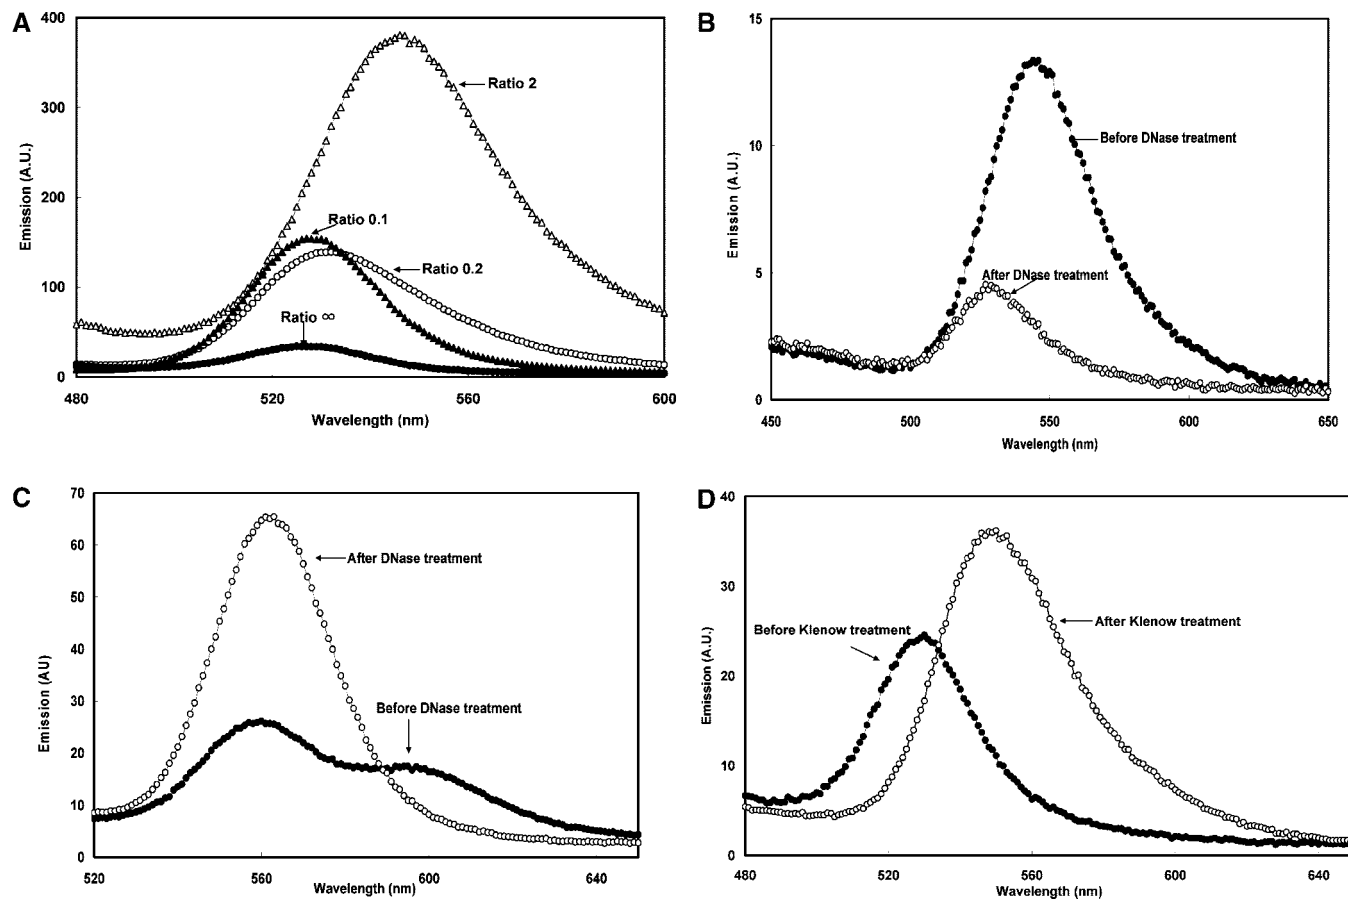 A
400
300
200
100
0
Emission (A.U.)
Ratio 2
Ratio 0.1
Ratio 0.2
Ratio ∞
480
520
560
600
Wavelength (nm)
B
15
10
5
0
Emission (A.U.)
Before DNase treatment
After DNase treatment
450
500
550
600
650
Wavelength (nm)
C
70
60
50
40
30
20
10
0
Emission (AU)
After DNase treatment
Before DNase treatment
520
560
600
640
Wavelength (nm)
D
40
30
20
10
0
Emission (A.U.)
Before Klenow treatment
After Klenow treatment
480
520
560
600
640
Wavelength (nm)